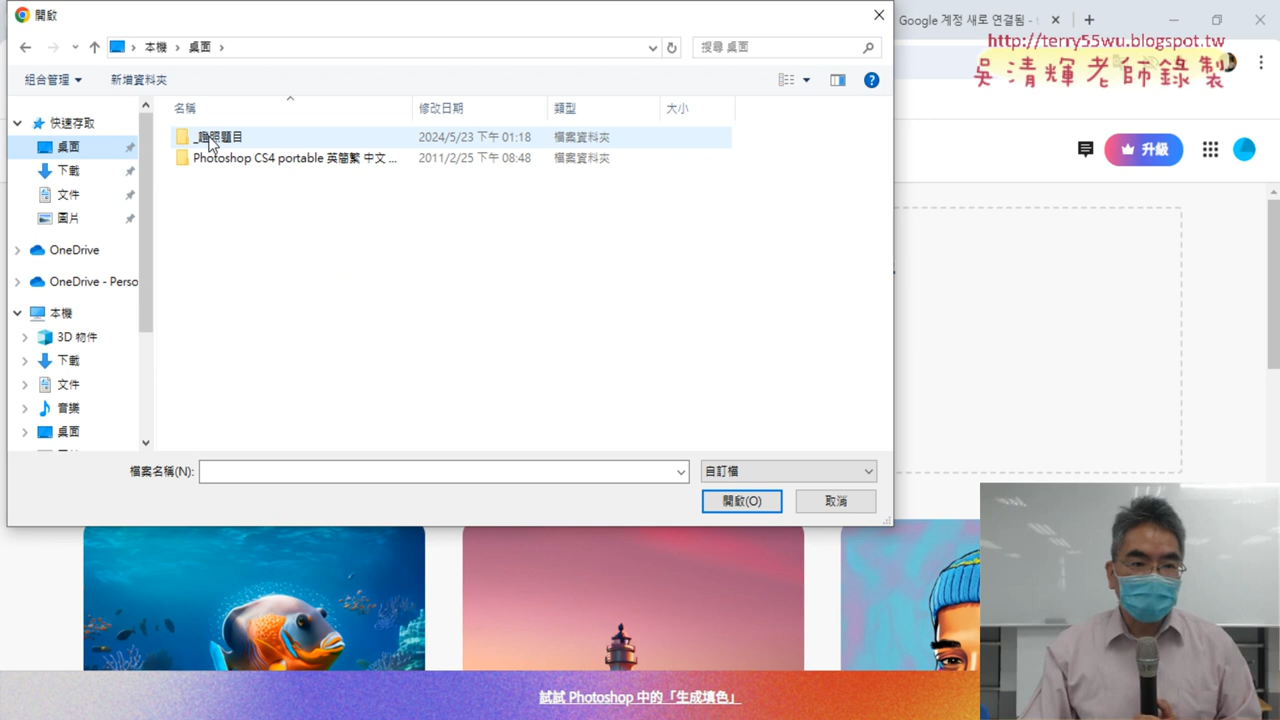 開啟
Google 계정 새로 연결됨 -
http://terry55wu.blogspot.tw
吳清輝老師錄製
本機 桌面
搜尋 桌面
組合管理 新增資料夾
名稱 修改日期 類型 大小
快速存取
桌面
下載
文件
圖片
OneDrive
OneDrive - Perso
本機
3D 物件
下載
文件
音樂
桌面
_證照題目 2024/5/23 下午 01:18 檔案資料夾
Photoshop CS4 portable 英簡繁 中文 ... 2011/2/25 下午 08:48 檔案資料夾
升級
檔案名稱(N):
自訂檔
開啟(O) 取消
試試 Photoshop 中的「生成填色」